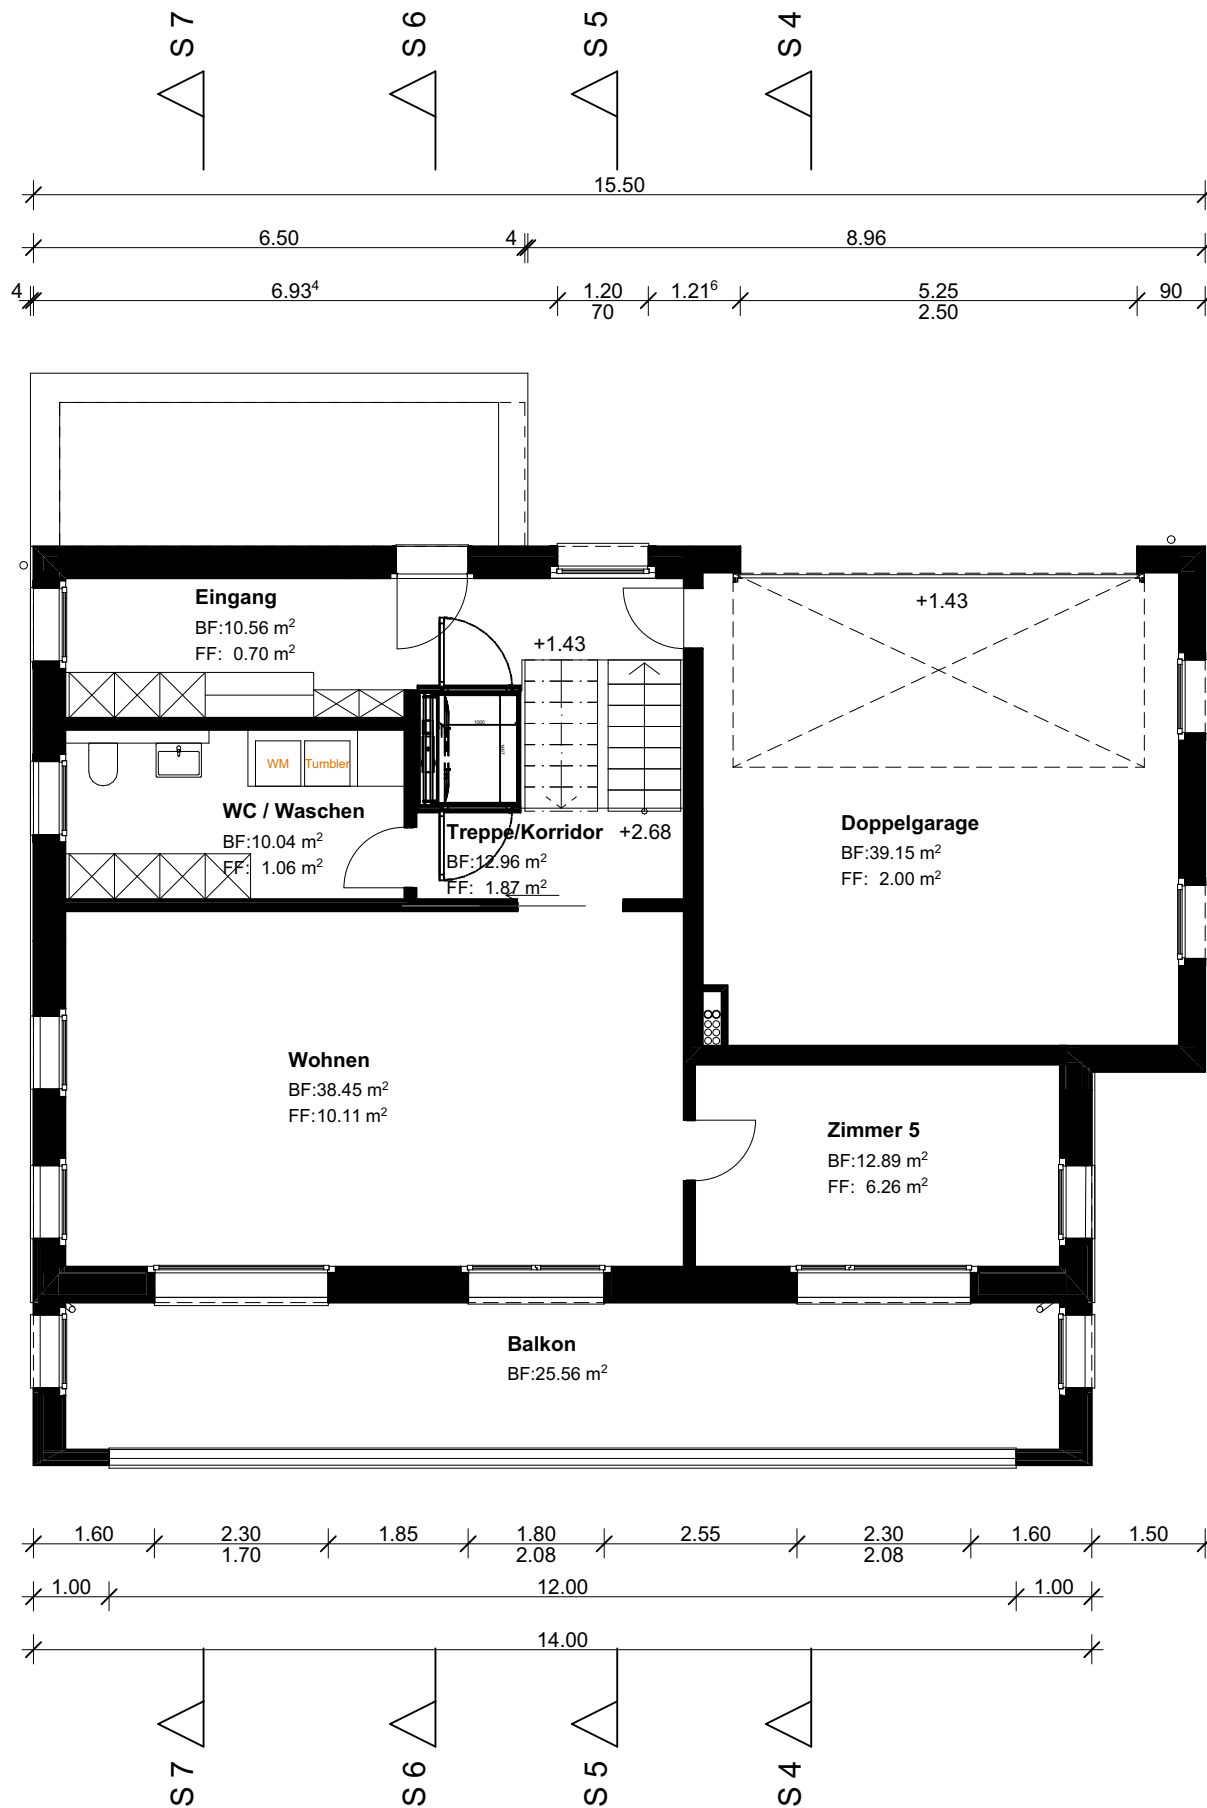 S 7
S 6
S 5
S 4
15.50
6.50
4
8.96
4
6.93⁴
1.20
70
1.21⁶
5.25
2.50
90
Eingang
BF:10.56 m²
FF: 0.70 m²
+1.43
+1.43
WM
Tumbler
WC / Waschen
BF:10.04 m²
FF: 1.06 m²
Treppe/Korridor
+2.68
BF:12.96 m²
FF: 1.87 m²
Doppelgarage
BF:39.15 m²
FF: 2.00 m²
Wohnen
BF:38.45 m²
FF:10.11 m²
Zimmer 5
BF:12.89 m²
FF: 6.26 m²
Balkon
BF:25.56 m²
1.60
2.30
1.70
1.85
1.80
2.08
2.55
2.30
2.08
1.60
1.50
1.00
12.00
1.00
14.00
S 7
S 6
S 5
S 4